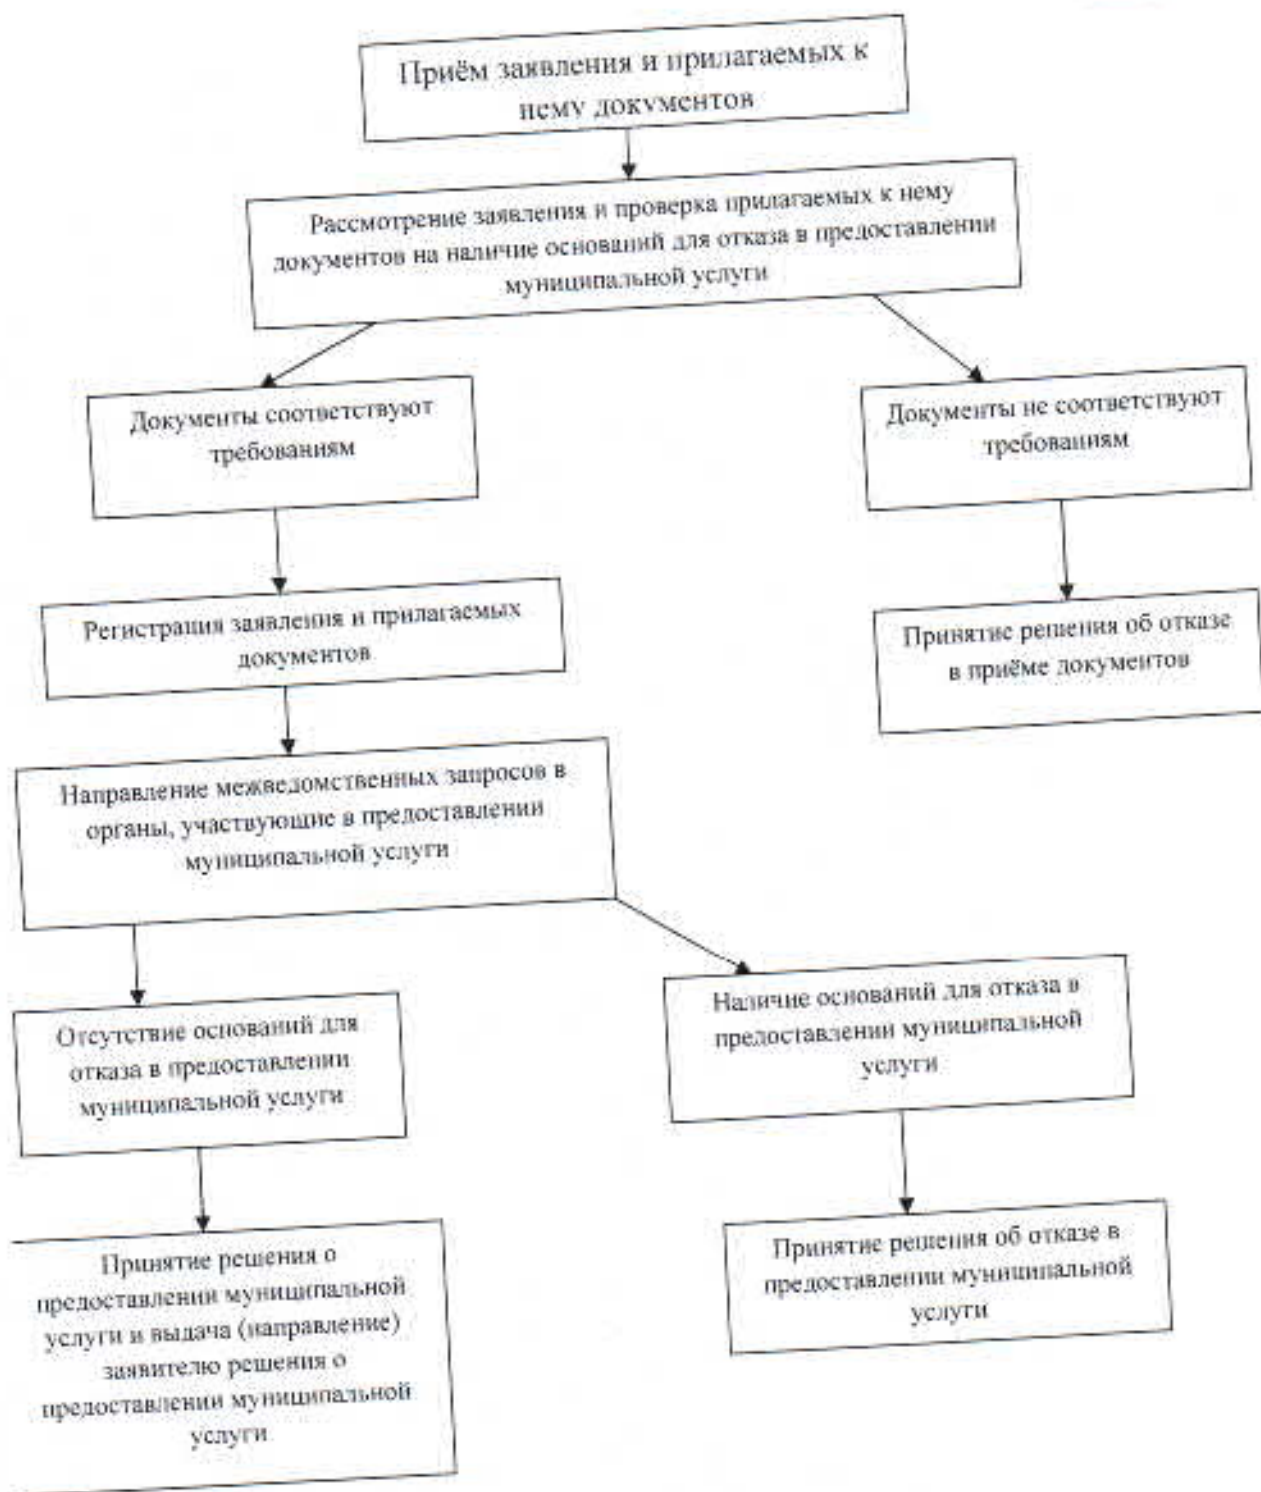 Приём заявления и прилагаемых к
нему документов
Рассмотрение заявления и проверка прилагаемых к нему
документов на наличие оснований для отказа в предоставлении
муниципальной услуги
Документы соответствуют
требованиям
Документы не соответствуют
требованиям
Регистрация заявления и прилагаемых
документов
Принятие решения об отказе
в приёме документов
Направление межведомственных запросов в
органы, участвующие в предоставлении
муниципальной услуги
Отсутствие оснований для
отказа в предоставлении
муниципальной услуги
Наличие оснований для отказа в
предоставлении муниципальной
услуги
Принятие решения о
предоставлении муниципальной
услуги и выдача (направление)
заявителю решения о
предоставлении муниципальной
услуги
Принятие решения об отказе в
предоставлении муниципальной
услуги